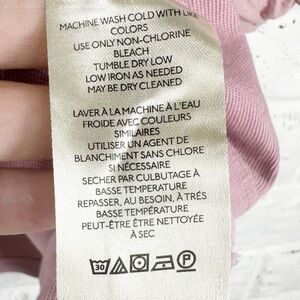 MACHINE WASH COLD WITH LIKE
COLORS
USE ONLY NON-CHLORINE
BLEACH
TUMBLE DRY LOW
LOW IRON AS NEEDED
MAY BE DRY CLEANED
LAVER À LA MACHINE À L'EAU
FROIDE AVEC COULEURS
SIMILAIRES
UTILISER UN AGENT DE
BLANCHIMENT SANS CHLORE
SI NÉCESSAIRE
SÉCHER PAR CULBUTAGE À
BASSE TEMPERATURE
REPASSER, AU BESOIN, À TRÉS
BASSE TEMPÉRATURE
PEUT-ÊTRE ÊTRE NETTOYÉE
À SEC
30 P